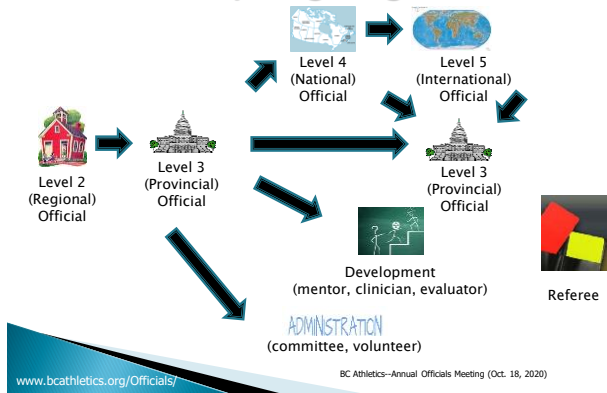 Level 4
(National)
Official
Level 5
(International)
Official
Level 2
(Regional)
Official
Level 3
(Provincial)
Official
Level 3
(Provincial)
Official
Development
(mentor, clinician, evaluator)
Referee
ADMINISTRATION
(committee, volunteer)
BC Athletics--Annual Officials Meeting (Oct. 18, 2020)
www.bcathletics.org/Officials/